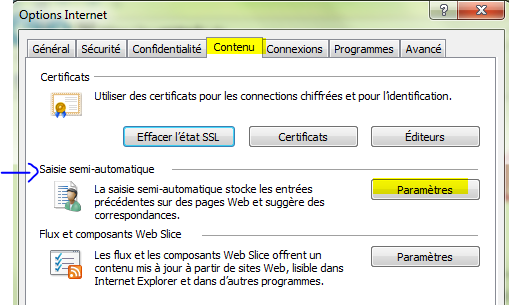 Options Internet
?
Général Sécurité Confidentialité Contenu Connexions Programmes Avancé
Certificats
Utiliser des certificats pour les connections chiffrées et pour l'identification.
Effacer l'état SSL Certificats Éditeurs
Saisie semi-automatique
La saisie semi-automatique stocke les entrées Paramètres
précédentes sur des pages Web et suggère des
correspondances.
Flux et composants Web Slice
Les flux et les composants Web Slice offrent un Paramètres
contenu mis à jour à partir de sites Web, lisible dans
Internet Explorer et dans d'autres programmes.